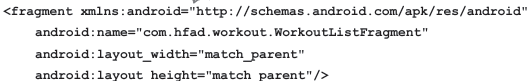 <fragment xmlns:android="http://schemas.android.com/apk/res/android"
    android:name="com.hfad.workout.WorkoutListFragment"
    android:layout_width="match_parent"
    android:layout_height="match_parent"/>